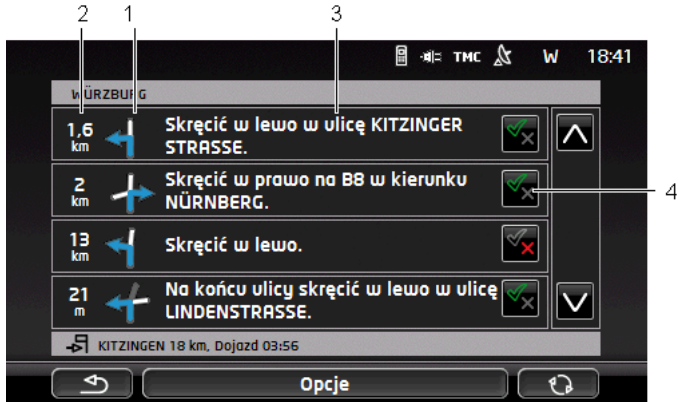 2 1 3
TMC W 18:41
WÜRZBURG
1,6 km
Skręcić w lewo w ulicę KITZINGER
STRASSE.
2 km
Skręcić w prawo na B8 w kierunku
NÜRNBERG.
4
13 km
Skręcić w lewo.
21 m
Na końcu ulicy skręcić w lewo w ulicę
LINDENSTRASSE.
KITZINGEN 18 km, Dojazd 03:56
Opcje